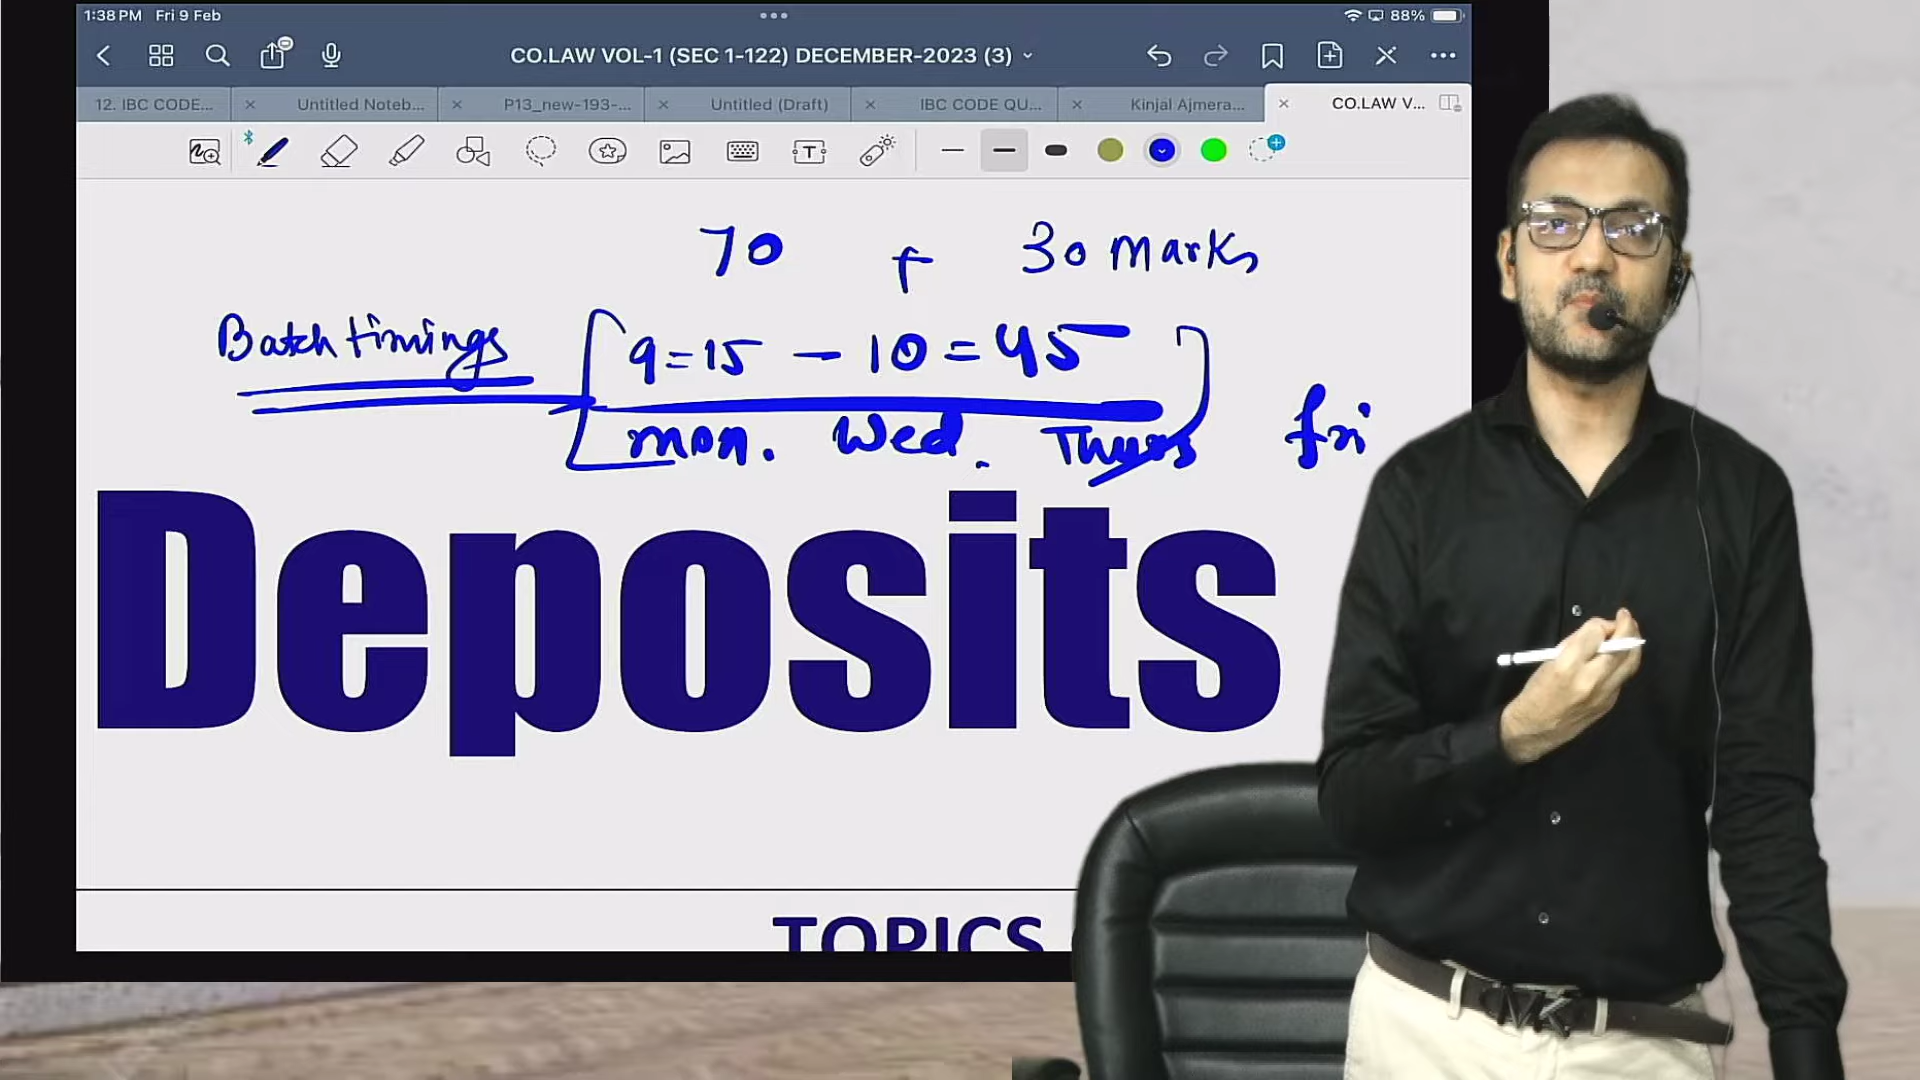 1:38 PM Fri 9 Feb 88%
CO.LAW VOL-1 (SEC 1-122) DECEMBER-2023 (3)
12. IBC CODE... Untitled Noteb... P13_new-193-... Untitled (Draft) IBC CODE QU... Kinjal Ajmera... CO.LAW V...
70 + 30 Marks
Batch timings 9=15 - 10=45
mon. Wed. Thurs fri
Deposits
TOPICS